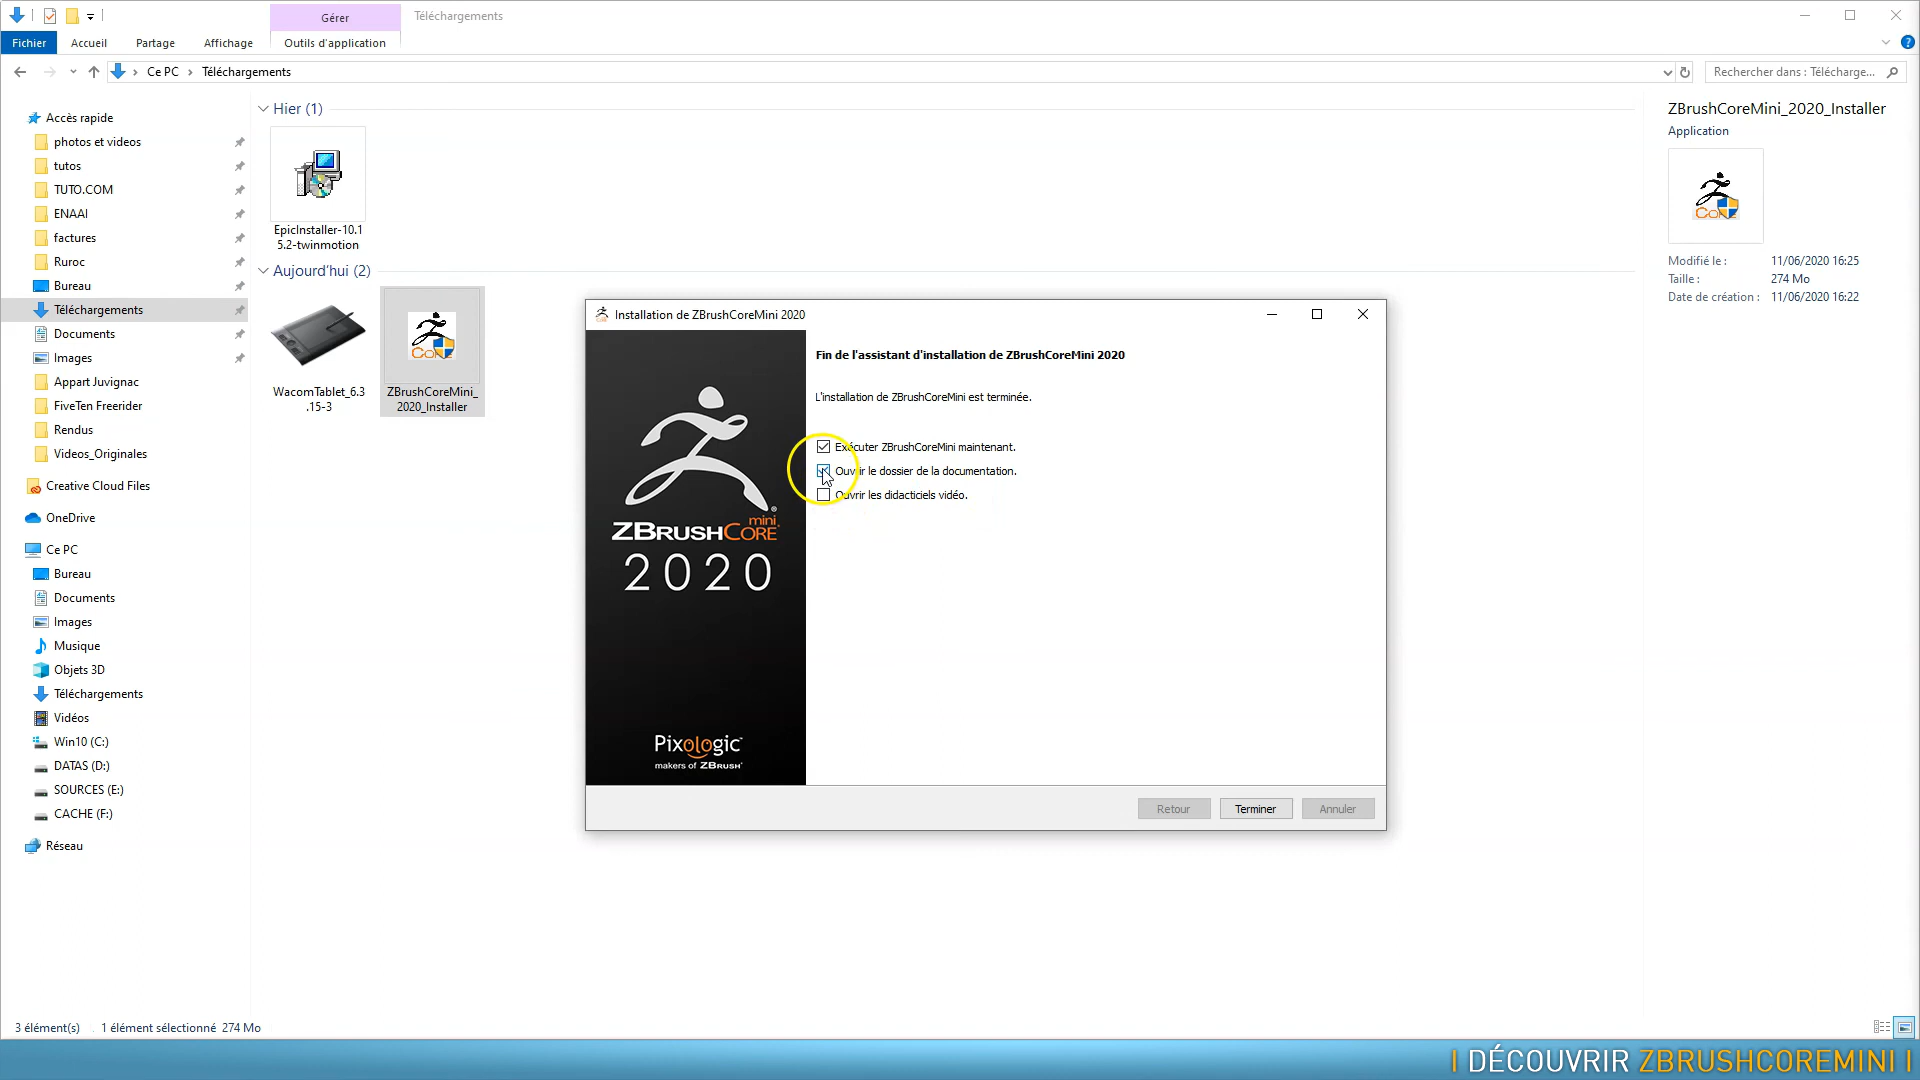 Gérer
Téléchargements
Fichier
Accueil
Partage
Affichage
Outils d'application
Ce PC
Téléchargements
Rechercher dans : Télécharge...
Accès rapide
photos et videos
tutos
TUTO.COM
ENAAI
factures
Ruroc
Bureau
Téléchargements
Documents
Images
Appart Juvignac
FiveTen Freerider
Rendus
Videos_Originales
Creative Cloud Files
OneDrive
Ce PC
Bureau
Documents
Images
Musique
Objets 3D
Téléchargements
Vidéos
Win10 (C:)
DATAS (D:)
SOURCES (E:)
CACHE (F:)
Réseau
Hier (1)
EpicInstaller-10.1
5.2-twinmotion
Aujourd'hui (2)
WacomTablet_6.3
.15-3
ZBrushCoreMini_
2020_Installer
Installation de ZBrushCoreMini 2020
Fin de l'assistant d'installation de ZBrushCoreMini 2020
L'installation de ZBrushCoreMini est terminée.
Exécuter ZBrushCoreMini maintenant.
Ouvrir le dossier de la documentation.
Ouvrir les didacticiels vidéo.
mini
ZBRUSHCORE
2020
Pixologic
makers of ZBRUSH
Retour
Terminer
Annuler
ZBrushCoreMini_2020_Installer
Application
CORE
Modifié le : 11/06/2020 16:25
Taille : 274 Mo
Date de création : 11/06/2020 16:22
3 élément(s)
1 élément sélectionné 274 Mo
| DÉCOUVRIR ZBRUSHCOREMINI |